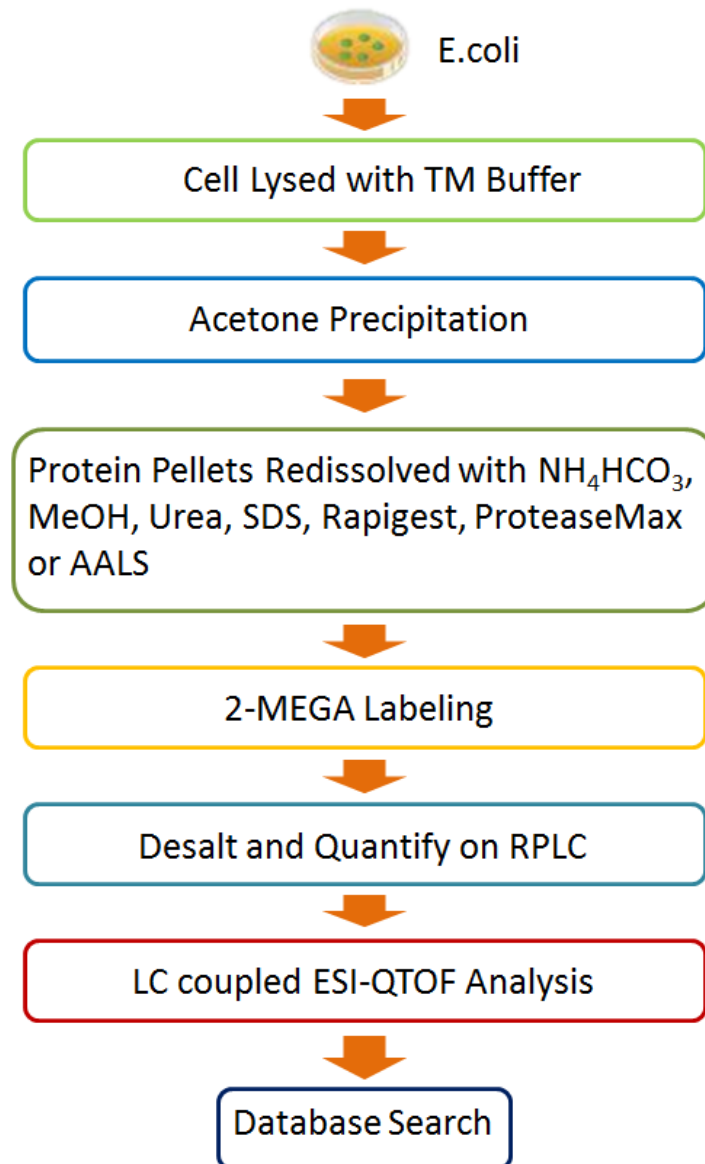 E.coli
Cell Lysed with TM Buffer
Acetone Precipitation
Protein Pellets Redissolved with NH₄HCO₃,
MeOH, Urea, SDS, Rapigest, ProteaseMax
or AALS
2-MEGA Labeling
Desalt and Quantify on RPLC
LC coupled ESI-QTOF Analysis
Database Search